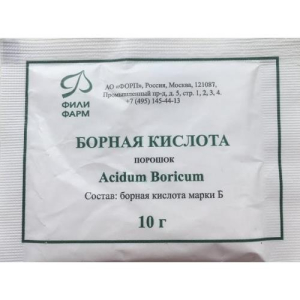 ФИЛИ
ФАРМ
АО «ФОРП», Россия, Москва, 121087,
Промышленный пр-д, д. 5, стр. 1, 2, 3, 4.
+7 (495) 145-44-13
БОРНАЯ КИСЛОТА
ПОРОШОК
Acidum Boricum
Состав: борная кислота марки Б
10 г